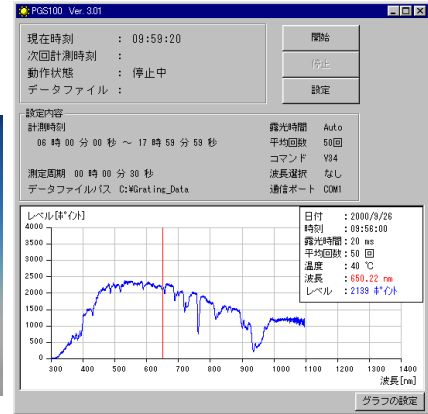 PGS100 Ver. 3.01
現在時刻 : 09:59:20
次回計測時刻 :
動作状態 : 停止中
データファイル :
開始
停止
設定
設定内容
計測時刻
06 時 00 分 00 秒 ～ 17 時 59 分 59 秒
測定周期 00 時 00 分 30 秒
データファイルパス C:¥Grating_Data
露光時間 Auto
平均回数 50回
コマンド Y34
波長選択 なし
通信ポート COM1
レベル[ﾎﾟｲﾝﾄ]
4000
3500
3000
2500
2000
1500
1000
500
0
300 400 500 600 700 800 900 1000 1100 1200 1300 1400
波長[nm]
日付 : 2000/9/26
時刻 : 09:56:00
露光時間 : 20 ms
平均回数 : 50 回
温度 : 40 ℃
波長 : 650.22 nm
レベル : 2139 ﾎﾟｲﾝﾄ
グラフの設定